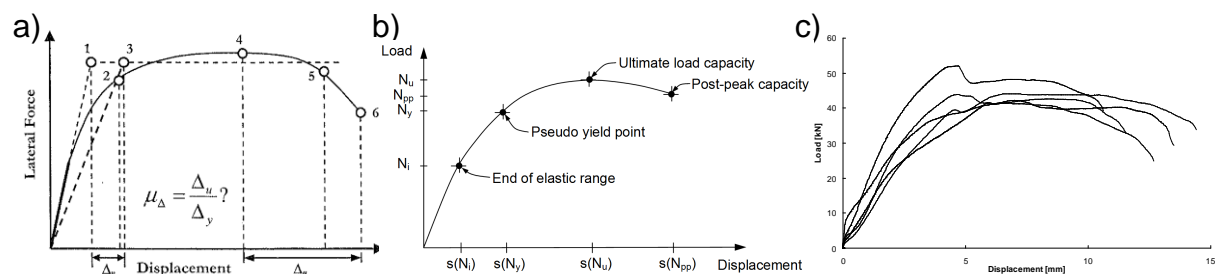 a)
1
3
4
2
5
6
Lateral Force
μΔ = Δu/Δy ?
Displacement
b)
Load
Nu
Npp
Ny
Ni
Ultimate load capacity
Post-peak capacity
Pseudo yield point
End of elastic range
s(Ni)
s(Ny)
s(Nu)
s(Npp)
Displacement
c)
Load [kN]
60
50
40
30
20
10
0
0
5
10
15
Displacement [mm]